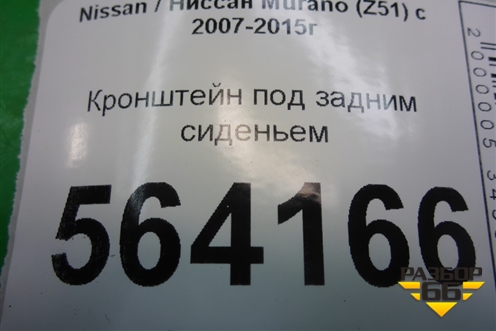 Nissan / Ниссан Murano (Z51) с
2007-2015г
Кронштейн под задним
сиденьем
564166
РАЗБОР
66